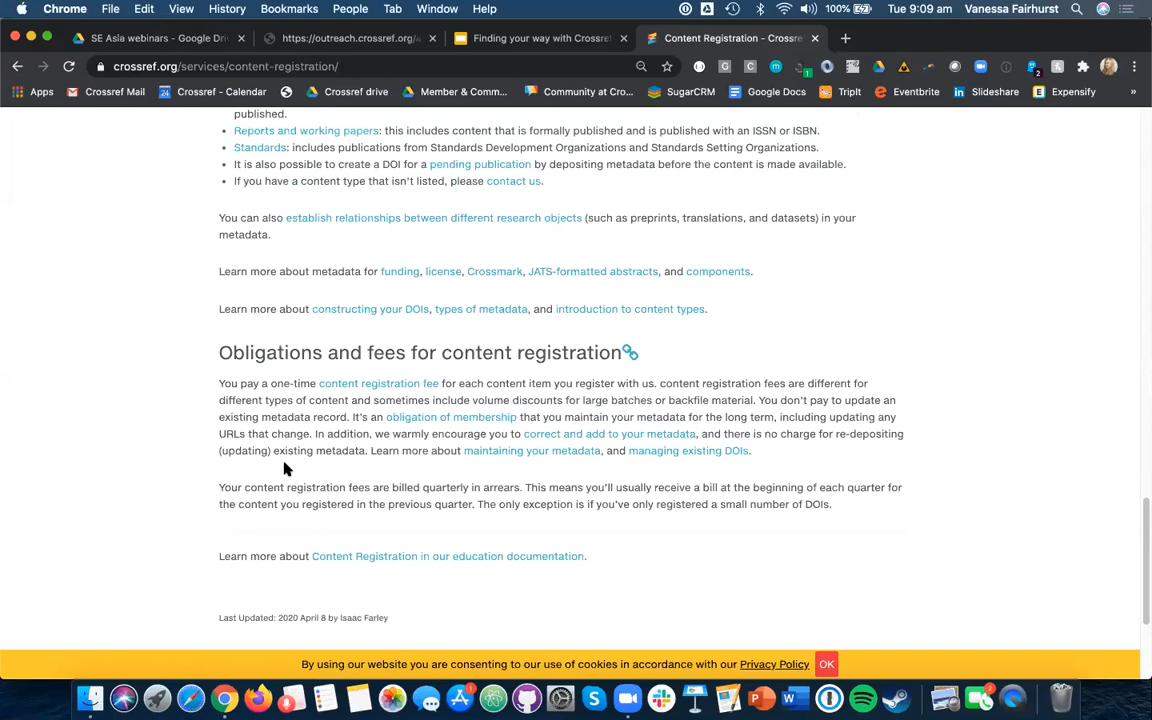 Chrome File Edit View History Bookmarks People Tab Window Help 100% Tue 9:09 am Vanessa Fairhurst
SE Asia webinars - Google Dri
https://outreach.crossref.org/
Finding your way with Crossref
Content Registration - Crossre
crossref.org/services/content-registration/
Apps Crossref Mail Crossref - Calendar Crossref drive Member & Comm... Community at Cro... SugarCRM Google Docs TripIt Eventbrite Slideshare Expensify »
published.
• Reports and working papers: this includes content that is formally published and is published with an ISSN or ISBN.
• Standards: includes publications from Standards Development Organizations and Standards Setting Organizations.
• It is also possible to create a DOI for a pending publication by depositing metadata before the content is made available.
• If you have a content type that isn't listed, please contact us.
You can also establish relationships between different research objects (such as preprints, translations, and datasets) in your
metadata.
Learn more about metadata for funding, license, Crossmark, JATS-formatted abstracts, and components.
Learn more about constructing your DOIs, types of metadata, and introduction to content types.
Obligations and fees for content registration
You pay a one-time content registration fee for each content item you register with us. content registration fees are different for
different types of content and sometimes include volume discounts for large batches or backfile material. You don't pay to update an
existing metadata record. It's an obligation of membership that you maintain your metadata for the long term, including updating any
URLs that change. In addition, we warmly encourage you to correct and add to your metadata, and there is no charge for re-depositing
(updating) existing metadata. Learn more about maintaining your metadata, and managing existing DOIs.
Your content registration fees are billed quarterly in arrears. This means you'll usually receive a bill at the beginning of each quarter for
the content you registered in the previous quarter. The only exception is if you've only registered a small number of DOIs.
Learn more about Content Registration in our education documentation.
Last Updated: 2020 April 8 by Isaac Farley
By using our website you are consenting to our use of cookies in accordance with our Privacy Policy OK